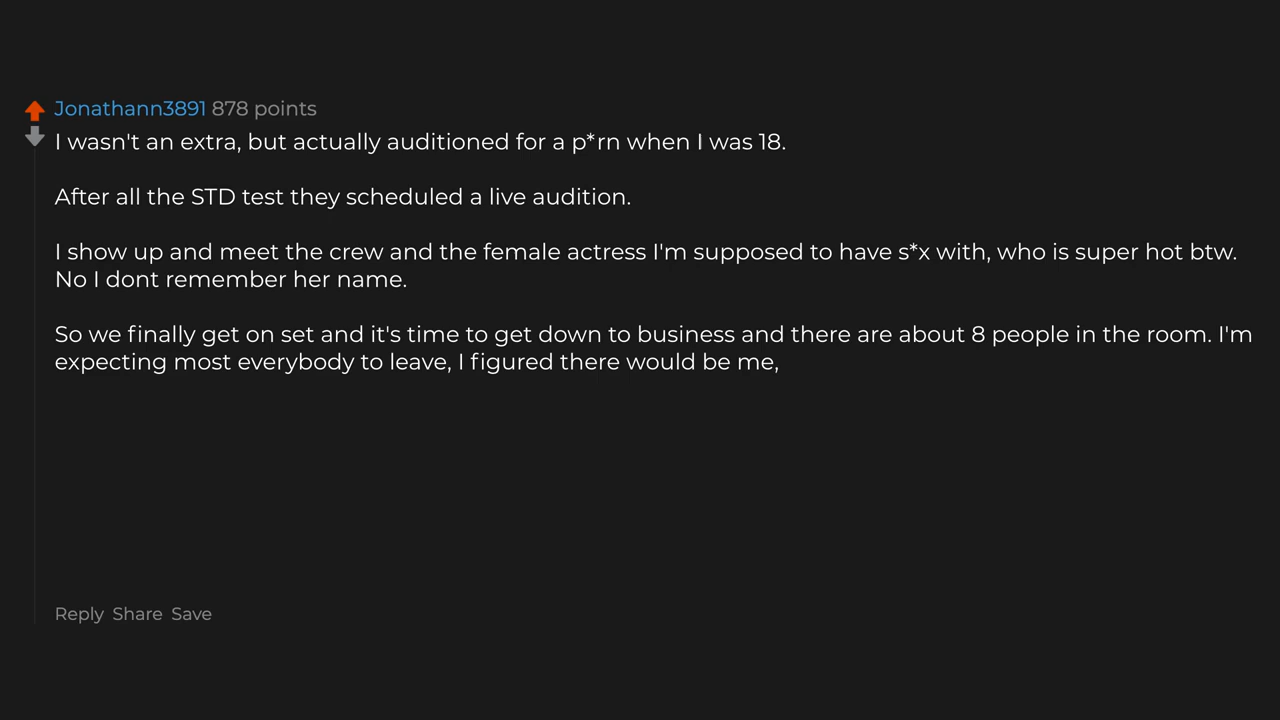 Jonathann3891 878 points
I wasn't an extra, but actually auditioned for a p*rn when I was 18.
After all the STD test they scheduled a live audition.
I show up and meet the crew and the female actress I'm supposed to have s*x with, who is super hot btw.
No I dont remember her name.
So we finally get on set and it's time to get down to business and there are about 8 people in the room. I'm
expecting most everybody to leave, I figured there would be me,
Reply Share Save